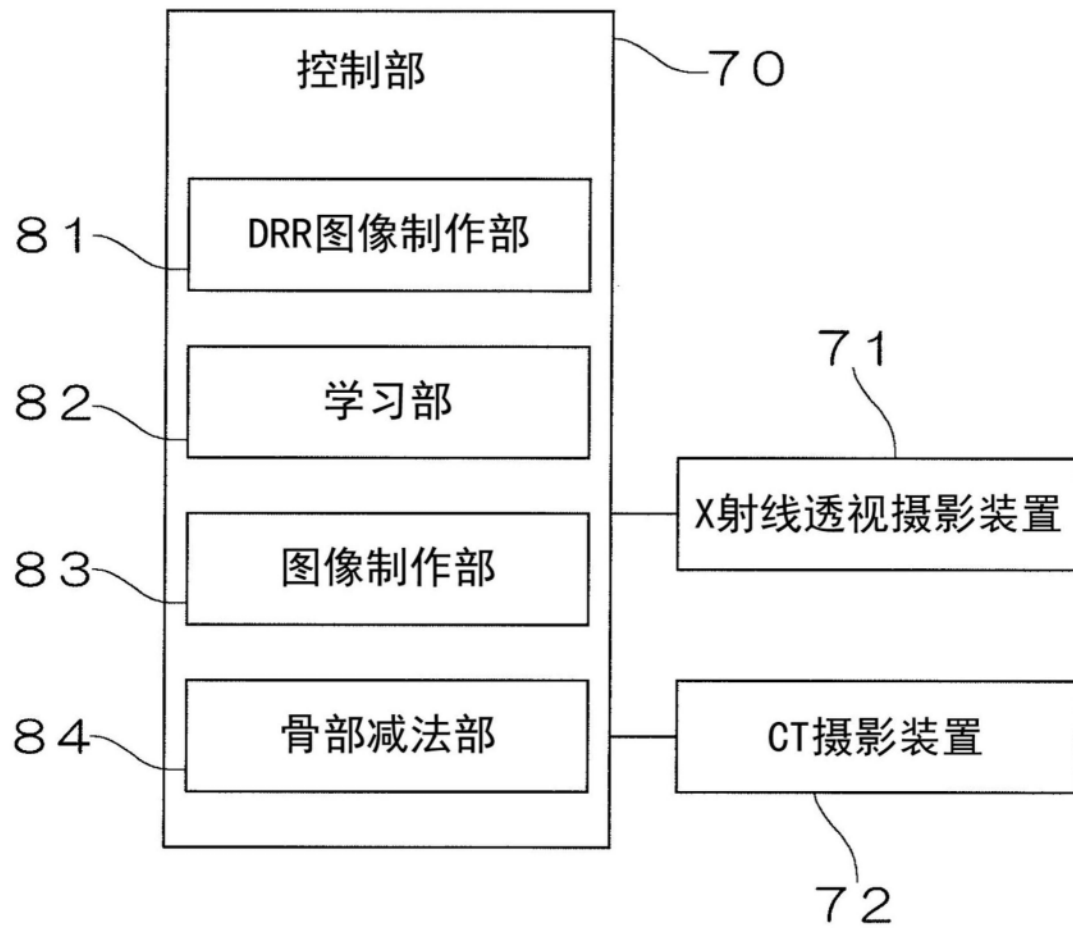 控制部
70
81
DRR图像制作部
82
学习部
71
83
图像制作部
X射线透视摄影装置
84
骨部减法部
CT摄影装置
72